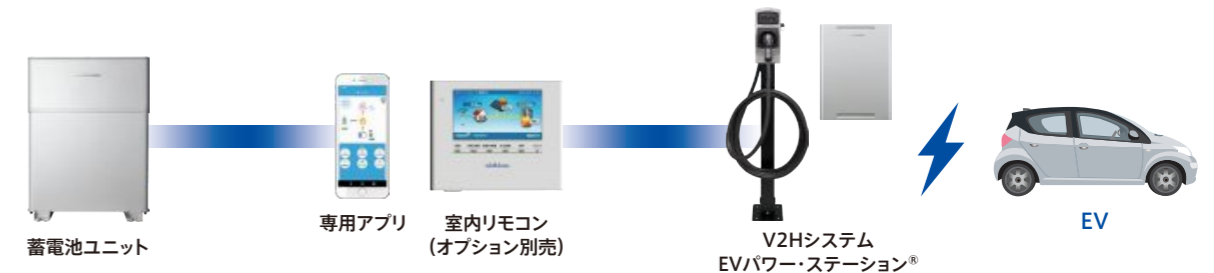 蓄電池ユニット
専用アプリ
室内リモコン
(オプション別売)
V2Hシステム
EVパワー・ステーション®
EV